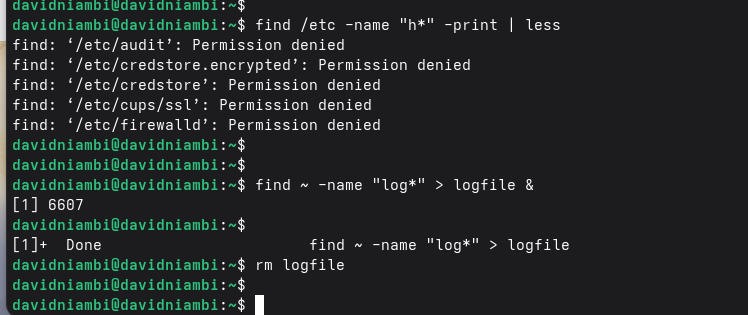 davidniambi@davidniambi:~$
davidniambi@davidniambi:~$ find /etc -name "h*" -print | less
find: ‘/etc/audit’: Permission denied
find: ‘/etc/credstore.encrypted’: Permission denied
find: ‘/etc/credstore’: Permission denied
find: ‘/etc/cups/ssl’: Permission denied
find: ‘/etc/firewalld’: Permission denied
davidniambi@davidniambi:~$
davidniambi@davidniambi:~$
davidniambi@davidniambi:~$ find ~ -name "log*" > logfile &
[1] 6607
davidniambi@davidniambi:~$
[1]+  Done                    find ~ -name "log*" > logfile
davidniambi@davidniambi:~$ rm logfile
davidniambi@davidniambi:~$
davidniambi@davidniambi:~$